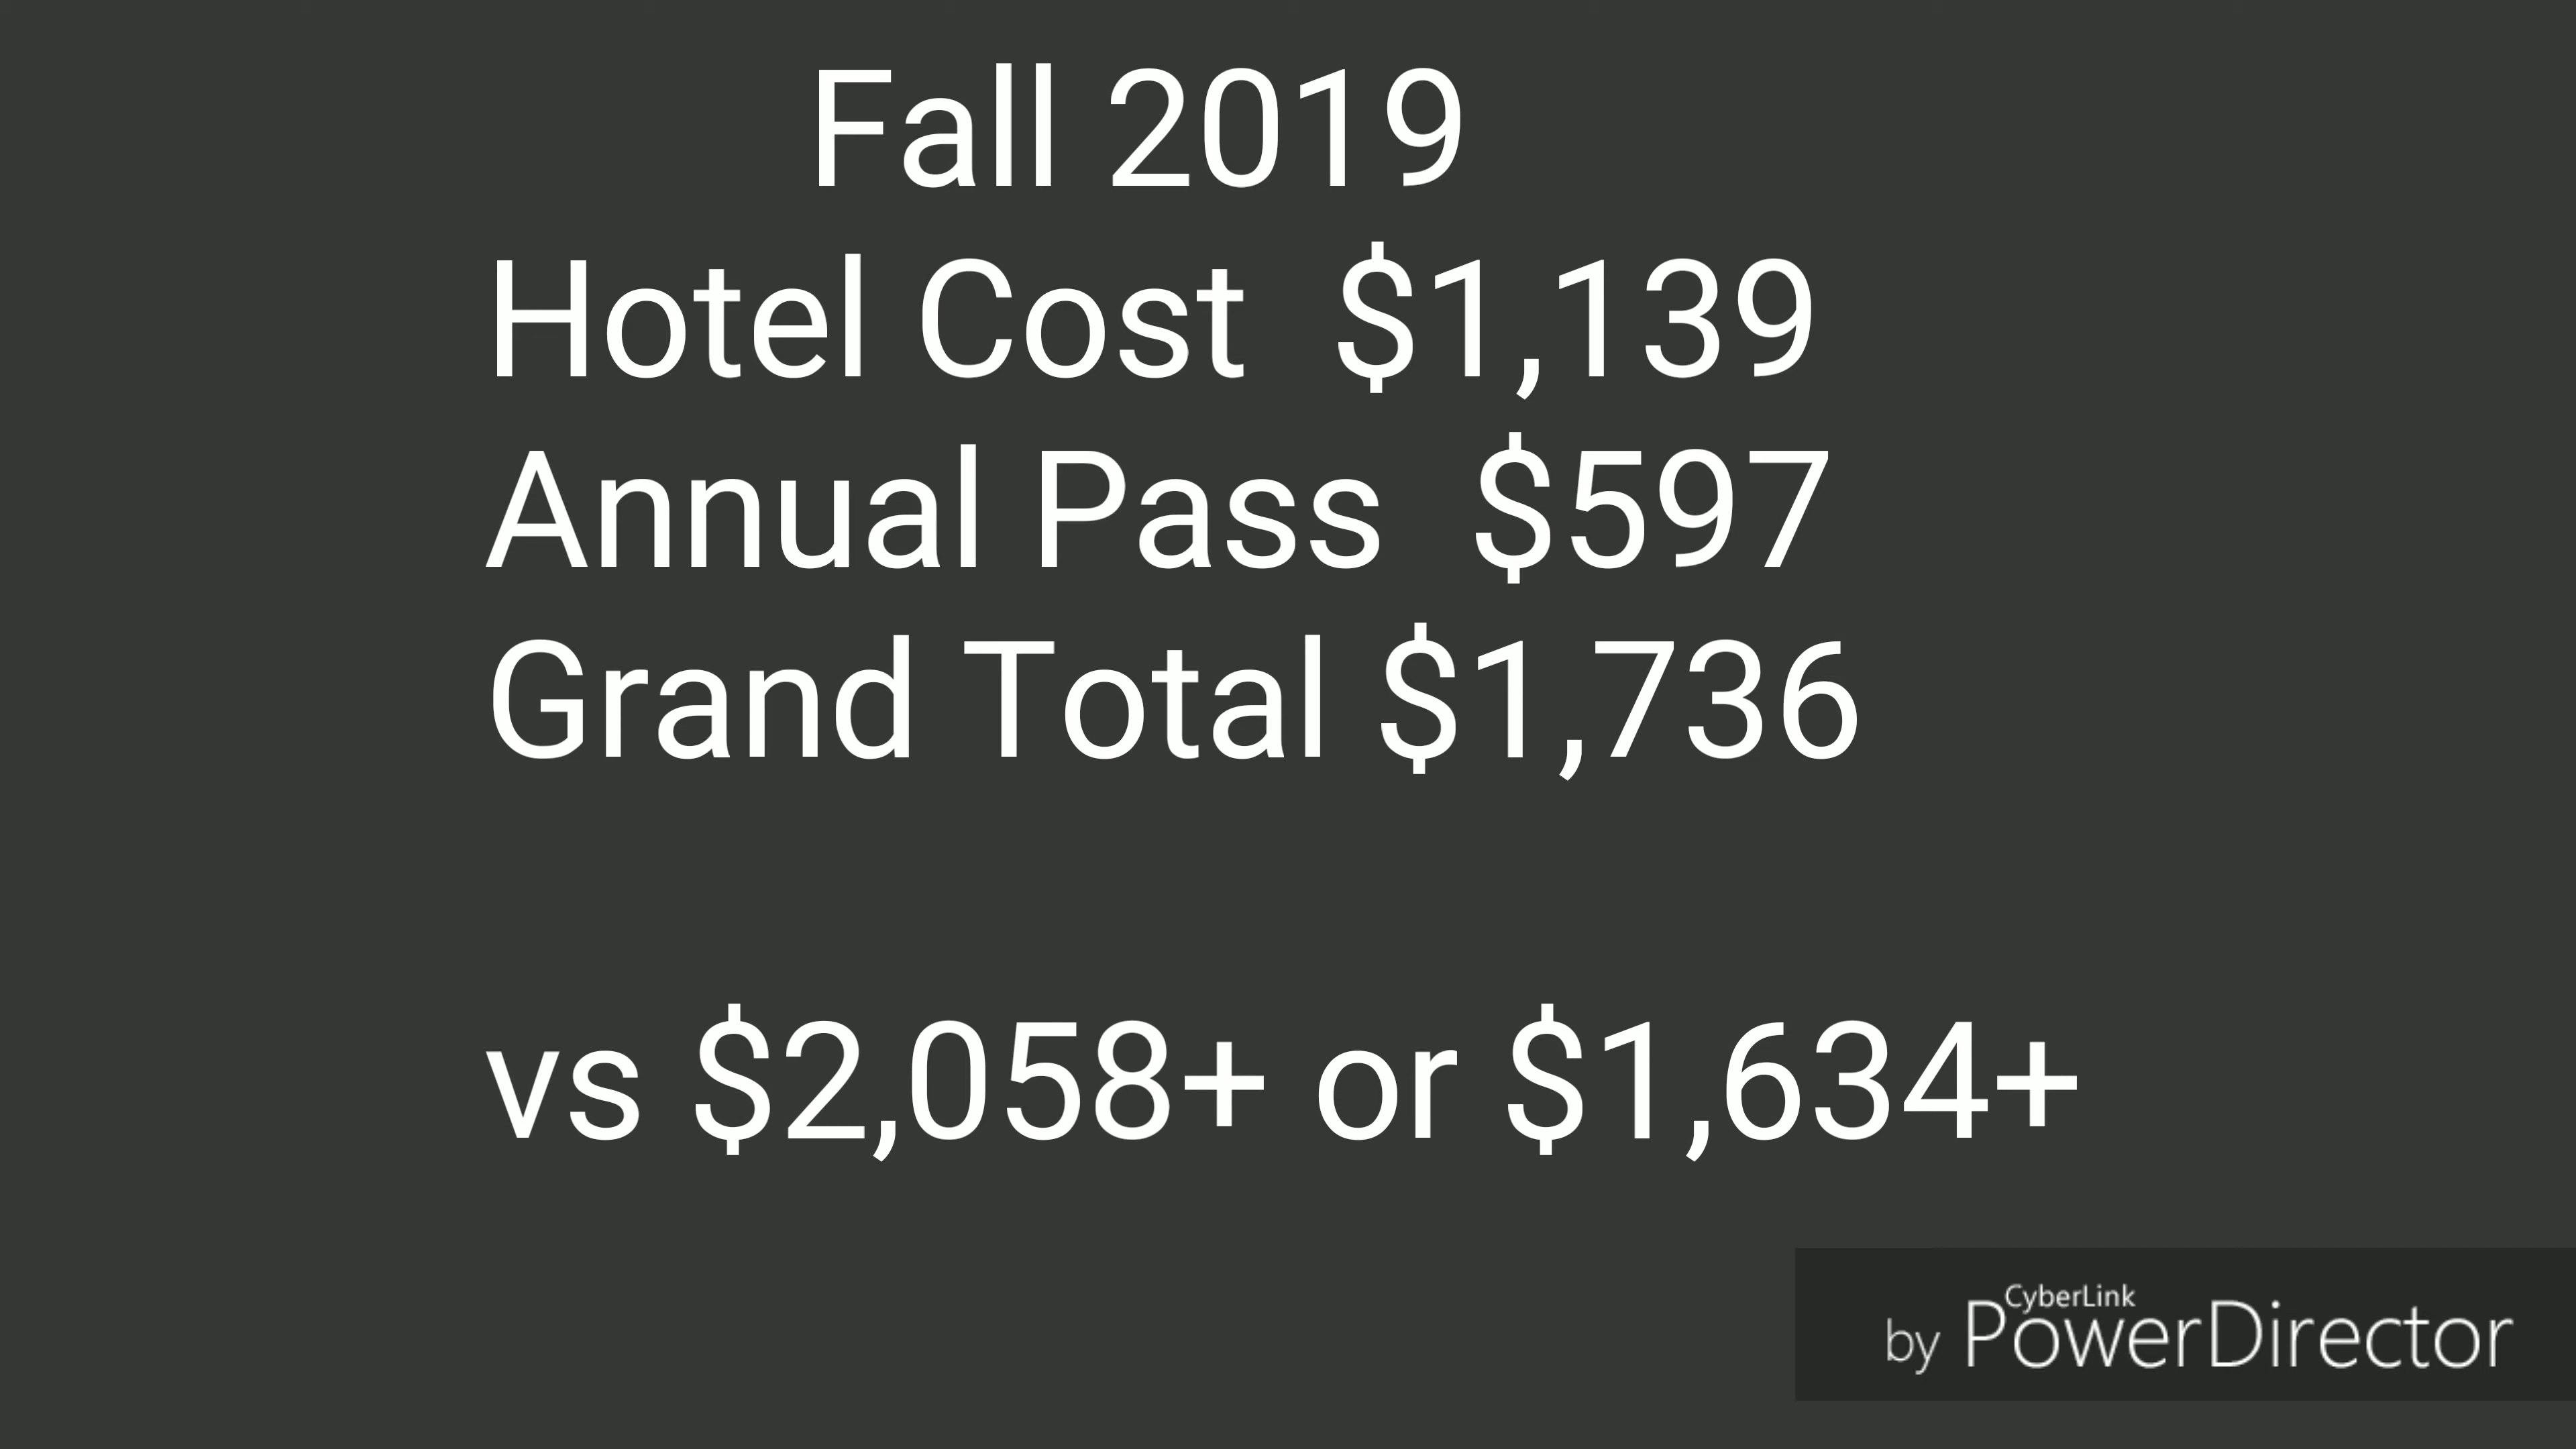 Fall 2019
Hotel Cost $1,139
Annual Pass $597
Grand Total $1,736
vs $2,058+ or $1,634+
by CyberLink PowerDirector